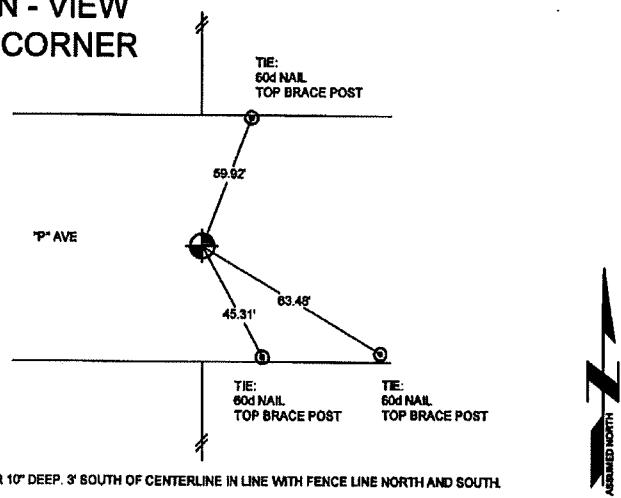 N - VIEW
CORNER
TIE:
60d NAIL
TOP BRACE POST
59.92'
"P" AVE
63.48'
45.31'
TIE:
60d NAIL
TOP BRACE POST
TIE:
60d NAIL
TOP BRACE POST
ASSUMED NORTH
R 10" DEEP. 3' SOUTH OF CENTERLINE IN LINE WITH FENCE LINE NORTH AND SOUTH.